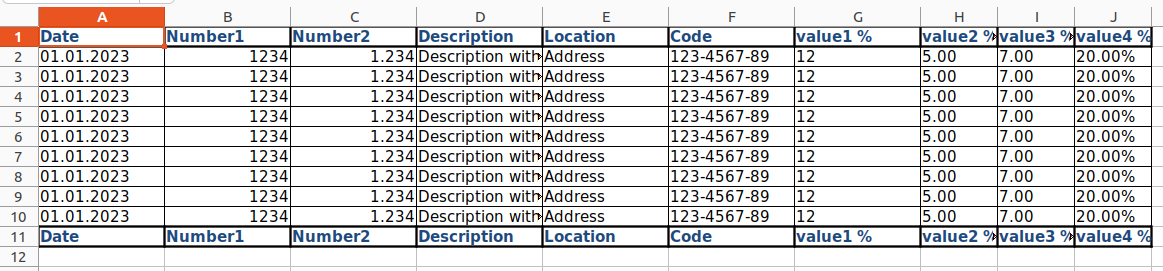 A B C D E F G H I J
1 Date Number1 Number2 Description Location Code value1 % value2 % value3 % value4 %
2 01.01.2023 1234 1.234 Description with Address 123-4567-89 12 5.00 7.00 20.00%
3 01.01.2023 1234 1.234 Description with Address 123-4567-89 12 5.00 7.00 20.00%
4 01.01.2023 1234 1.234 Description with Address 123-4567-89 12 5.00 7.00 20.00%
5 01.01.2023 1234 1.234 Description with Address 123-4567-89 12 5.00 7.00 20.00%
6 01.01.2023 1234 1.234 Description with Address 123-4567-89 12 5.00 7.00 20.00%
7 01.01.2023 1234 1.234 Description with Address 123-4567-89 12 5.00 7.00 20.00%
8 01.01.2023 1234 1.234 Description with Address 123-4567-89 12 5.00 7.00 20.00%
9 01.01.2023 1234 1.234 Description with Address 123-4567-89 12 5.00 7.00 20.00%
10 01.01.2023 1234 1.234 Description with Address 123-4567-89 12 5.00 7.00 20.00%
11 Date Number1 Number2 Description Location Code value1 % value2 % value3 % value4 %
12